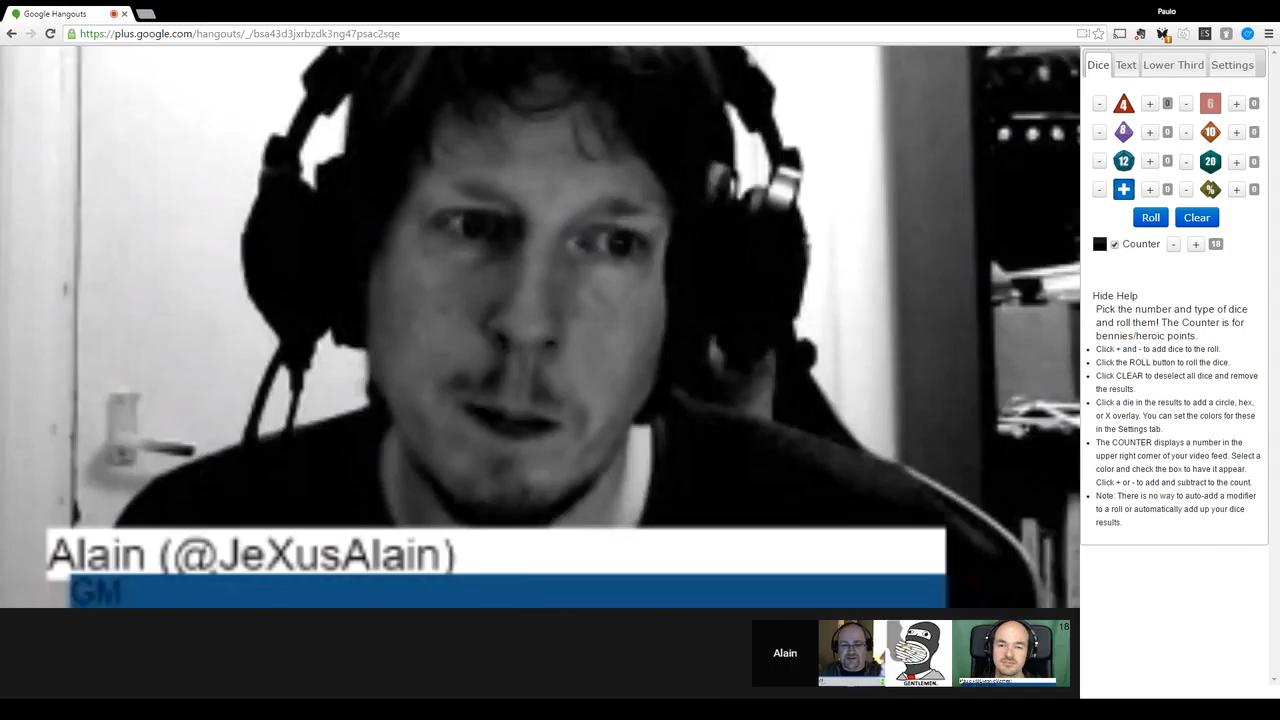 Google Hangouts
Paulo
https://plus.google.com/hangouts/_/bsa43d3jxrbzdk3ng47psac2sqe
ES
Dice Text Lower Third Settings
- 4 + 0 - 6 + 0
- 8 + 0 - 10 + 0
- 12 + 0 - 20 + 0
- + + 0 - % + 0
Roll Clear
Counter - + 18
Hide Help
Pick the number and type of dice
and roll them! The Counter is for
bennies/heroic points.
Click + and - to add dice to the roll.
Click the ROLL button to roll the dice.
Click CLEAR to deselect all dice and remove
the results.
Click a die in the results to add a circle, hex,
or X overlay. You can set the colors for these
in the Settings tab.
The COUNTER displays a number in the
upper right corner of your video feed. Select a
color and check the box to have it appear.
Click + or - to add and subtract to the count.
Note: There is no way to auto-add a modifier
to a roll or automatically add up your dice
results.
Alain (@JeXusAlain)
GM
Alain
GENTLEMEN.
18